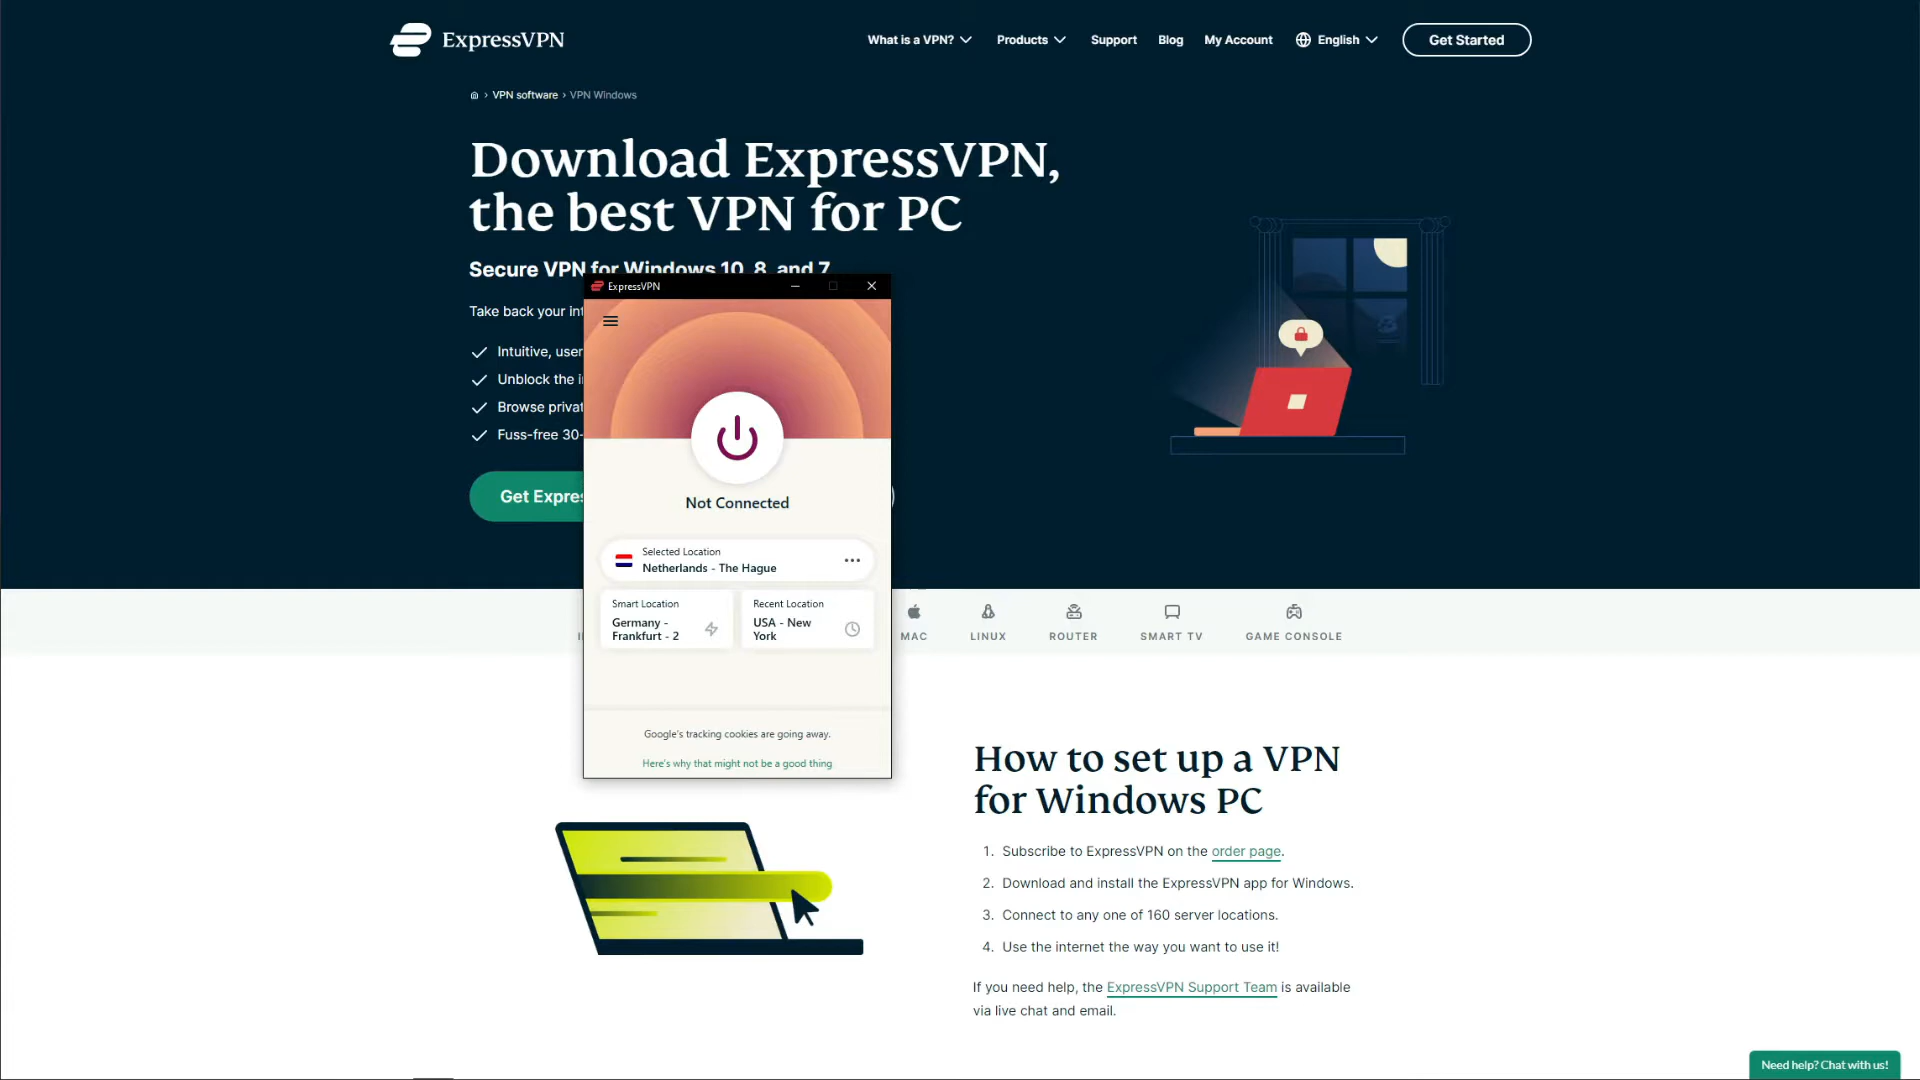 ExpressVPN
What is a VPN?
Products
Support
Blog
My Account
English
Get Started
› VPN software › VPN Windows
Download ExpressVPN,
the best VPN for PC
Secure VPN for Windows 10, 8, and 7
Take back your
Intuitive,
Unblock the
Browse
Fuss-free 30-
Get
ExpressVPN
Not Connected
Selected Location
Netherlands - The Hague
Smart Location
Germany -
Frankfurt - 2
Recent Location
USA - New
York
Google's tracking cookies are going away.
Here's why that might not be a good thing
MAC
LINUX
ROUTER
SMART TV
GAME CONSOLE
How to set up a VPN
for Windows PC
1. Subscribe to ExpressVPN on the order page.
2. Download and install the ExpressVPN app for Windows.
3. Connect to any one of 160 server locations.
4. Use the internet the way you want to use it!
If you need help, the ExpressVPN Support Team is available
via live chat and email.
Need help? Chat with us!